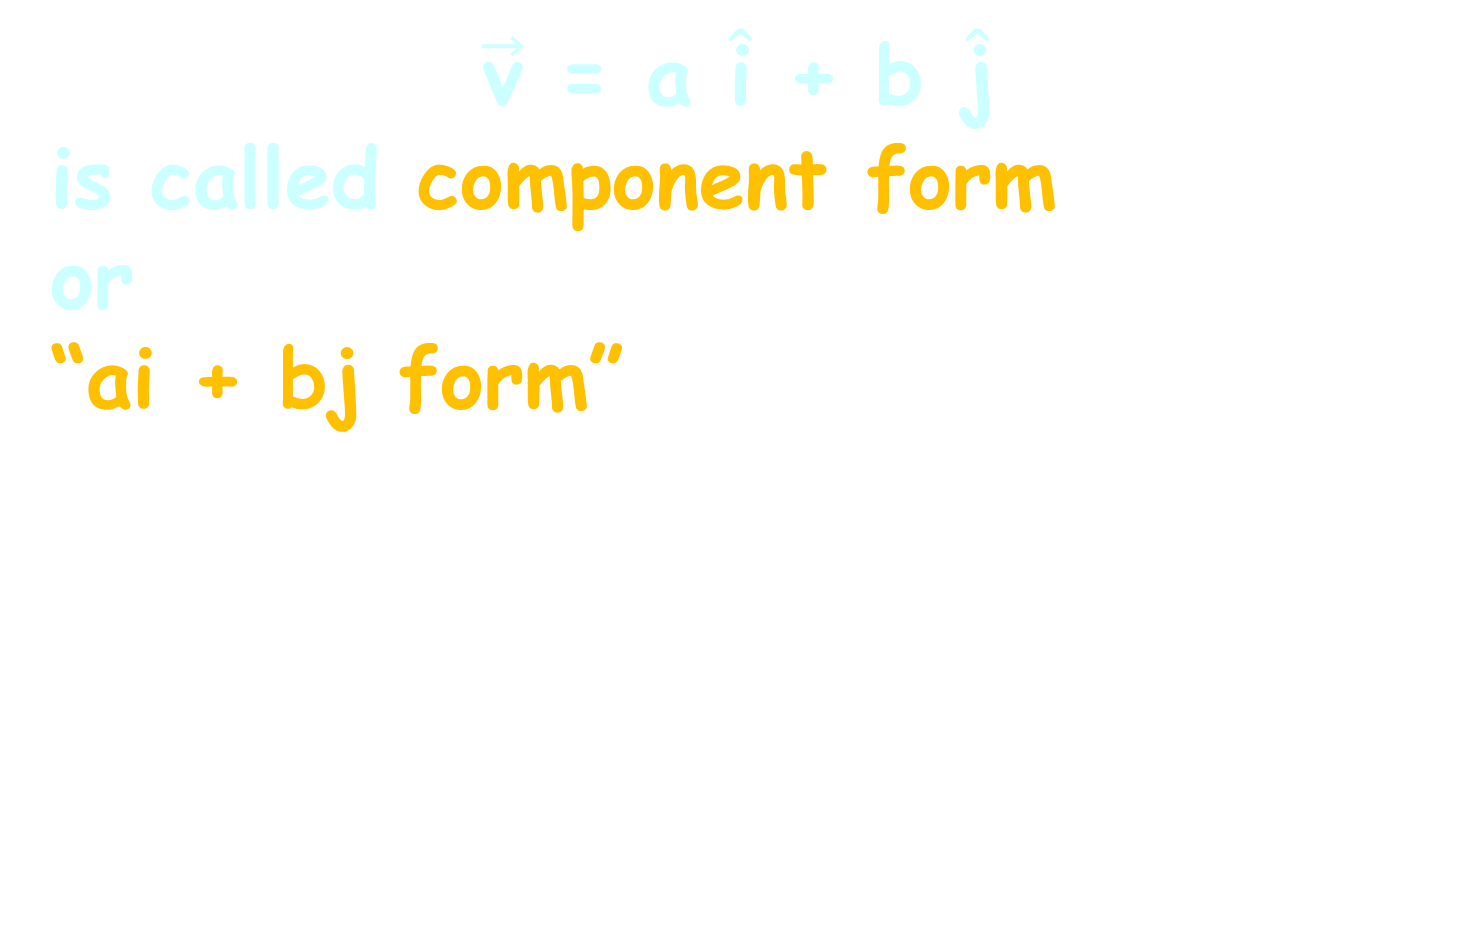 v⃗ = a î + b ĵ
is called component form
or
“ai + bj form”